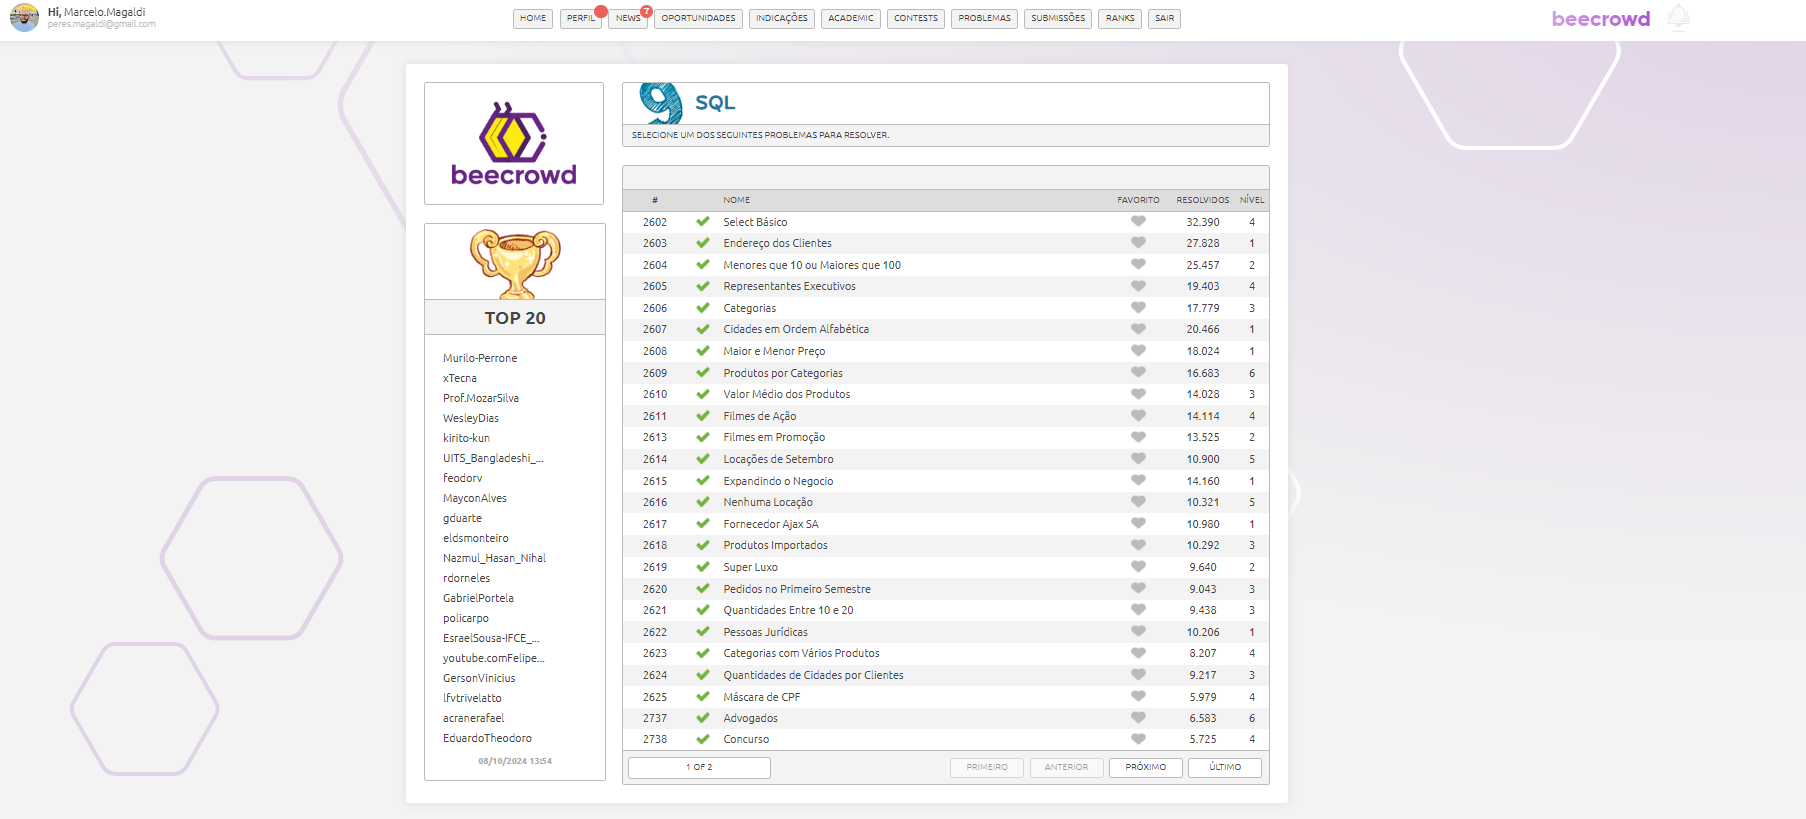 Hi, Marcelo.Magaldi
peres.magaldi@gmail.com
HOME PERFIL NEWS 7 OPORTUNIDADES INDICAÇÕES ACADEMIC CONTESTS PROBLEMAS SUBMISSÕES RANKS SAIR
beecrowd
beecrowd
9 SQL
SELECIONE UM DOS SEGUINTES PROBLEMAS PARA RESOLVER.
TOP 20
Murilo-Perrone
xTecna
Prof.MozarSilva
WesleyDias
kirito-kun
UITS_Bangladeshi_...
feodorv
MayconAlves
gduarte
eldsmonteiro
Nazmul_Hasan_Nihal
rdorneles
GabrielPortela
policarpo
EsraelSousa-IFCE_...
youtube.comFelipe...
GersonVinicius
lfvtrivelatto
acranerafael
EduardoTheodoro
08/10/2024 13:54
# NOME FAVORITO RESOLVIDOS NÍVEL
2602 Select Básico 32.390 4
2603 Endereço dos Clientes 27.828 1
2604 Menores que 10 ou Maiores que 100 25.457 2
2605 Representantes Executivos 19.403 4
2606 Categorias 17.779 3
2607 Cidades em Ordem Alfabética 20.466 1
2608 Maior e Menor Preço 18.024 1
2609 Produtos por Categorias 16.683 6
2610 Valor Médio dos Produtos 14.028 3
2611 Filmes de Ação 14.114 4
2613 Filmes em Promoção 13.525 2
2614 Locações de Setembro 10.900 5
2615 Expandindo o Negocio 14.160 1
2616 Nenhuma Locação 10.321 5
2617 Fornecedor Ajax SA 10.980 1
2618 Produtos Importados 10.292 3
2619 Super Luxo 9.640 2
2620 Pedidos no Primeiro Semestre 9.043 3
2621 Quantidades Entre 10 e 20 9.438 3
2622 Pessoas Jurídicas 10.206 1
2623 Categorias com Vários Produtos 8.207 4
2624 Quantidades de Cidades por Clientes 9.217 3
2625 Máscara de CPF 5.979 4
2737 Advogados 6.583 6
2738 Concurso 5.725 4
1 OF 2 PRIMEIRO ANTERIOR PRÓXIMO ÚLTIMO